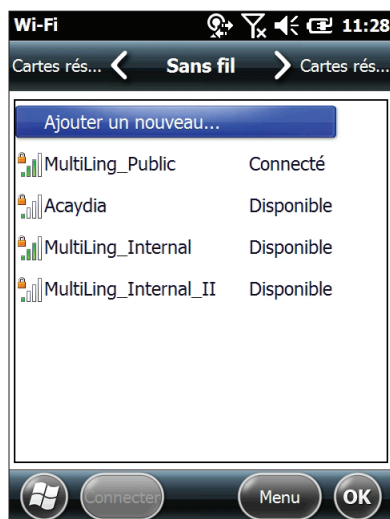 Wi-Fi 11:28
Cartes rés... Sans fil Cartes rés...
Ajouter un nouveau...
MultiLing_Public Connecté
Acaydia Disponible
MultiLing_Internal Disponible
MultiLing_Internal_II Disponible
Connecter Menu OK